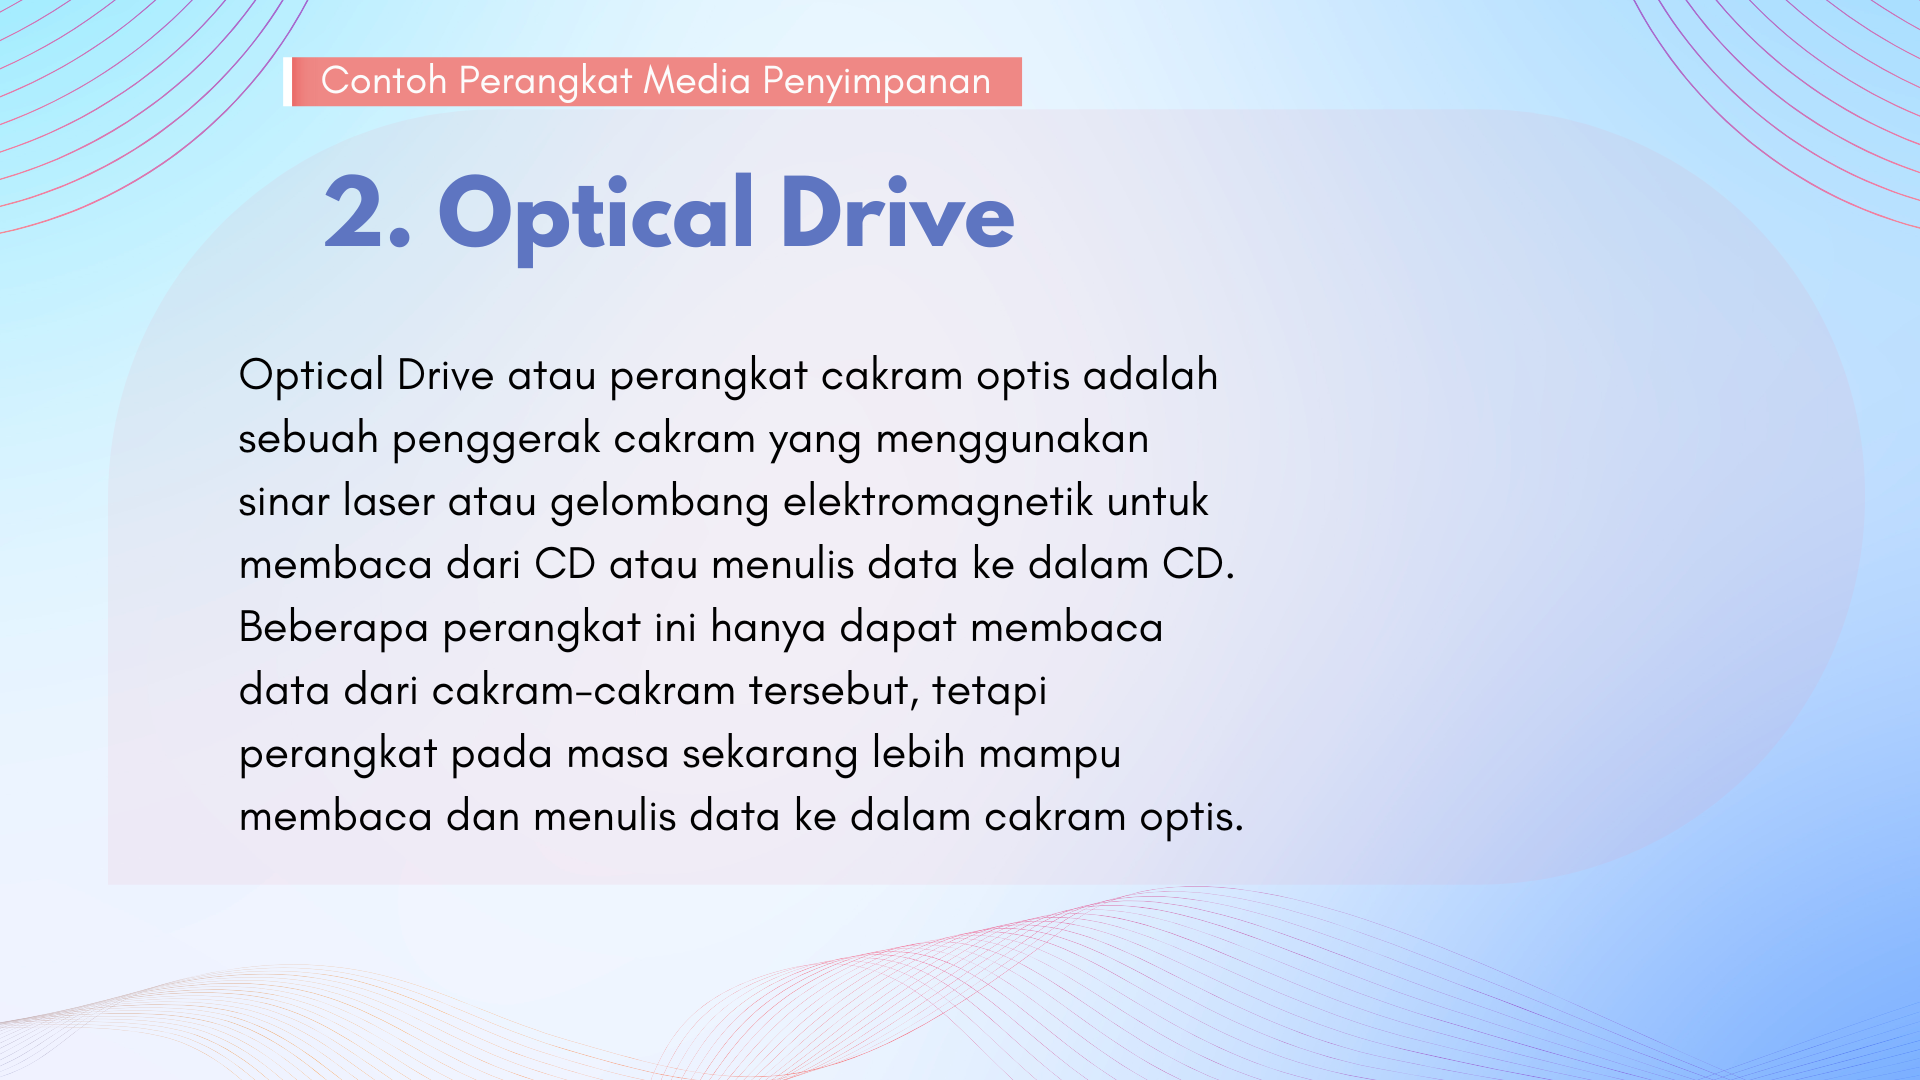 Contoh Perangkat Media Penyimpanan
2. Optical Drive
Optical Drive atau perangkat cakram optis adalah
sebuah penggerak cakram yang menggunakan
sinar laser atau gelombang elektromagnetik untuk
membaca dari CD atau menulis data ke dalam CD.
Beberapa perangkat ini hanya dapat membaca
data dari cakram-cakram tersebut, tetapi
perangkat pada masa sekarang lebih mampu
membaca dan menulis data ke dalam cakram optis.